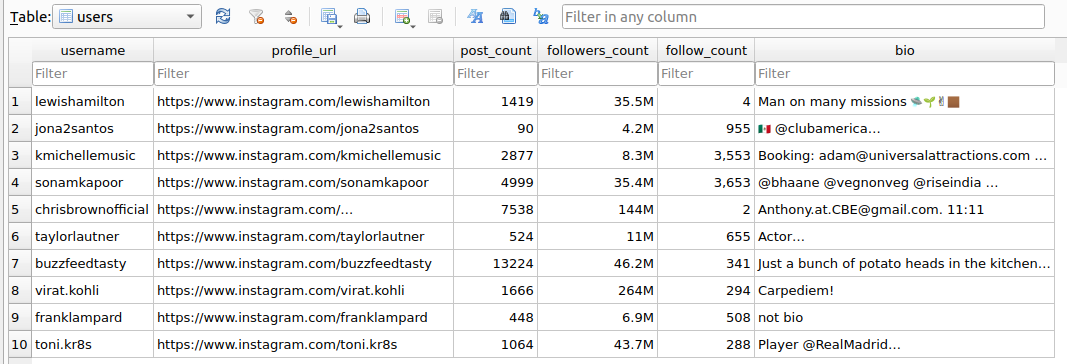 Table: users Filter in any column
username profile_url post_count followers_count follow_count bio
Filter Filter Filter Filter Filter Filter
1 lewishamilton https://www.instagram.com/lewishamilton 1419 35.5M 4 Man on many missions 🛸🌱✌🏾🟫
2 jona2santos https://www.instagram.com/jona2santos 90 4.2M 955 🇲🇽 @clubamerica...
3 kmichellemusic https://www.instagram.com/kmichellemusic 2877 8.3M 3,553 Booking: adam@universalattractions.com ...
4 sonamkapoor https://www.instagram.com/sonamkapoor 4999 35.4M 3,653 @bhaane @vegnonveg @riseindia ...
5 chrisbrownofficial https://www.instagram.com/... 7538 144M 2 Anthony.at.CBE@gmail.com. 11:11
6 taylorlautner https://www.instagram.com/taylorlautner 524 11M 655 Actor...
7 buzzfeedtasty https://www.instagram.com/buzzfeedtasty 13224 46.2M 341 Just a bunch of potato heads in the kitchen...
8 virat.kohli https://www.instagram.com/virat.kohli 1666 264M 294 Carpediem!
9 franklampard https://www.instagram.com/franklampard 448 6.9M 508 not bio
10 toni.kr8s https://www.instagram.com/toni.kr8s 1064 43.7M 288 Player @RealMadrid...